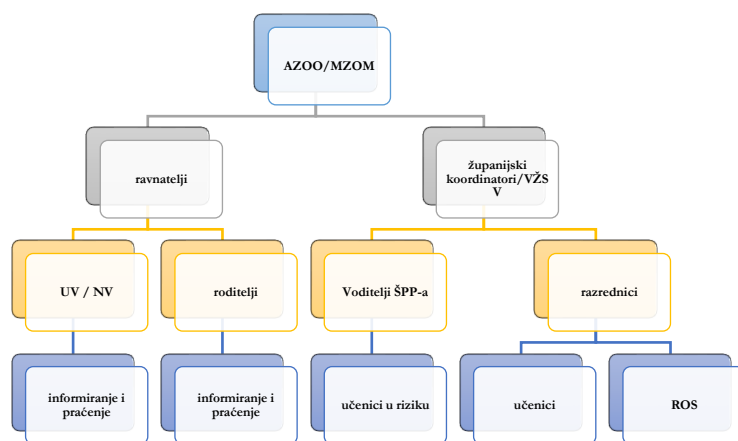 AZOO/MZOM
ravnatelji
županijski
koordinatori/VŽS
V
UV / NV
roditelji
Voditelji ŠPP-a
razrednici
informiranje i
praćenje
informiranje i
praćenje
učenici u riziku
učenici
ROS